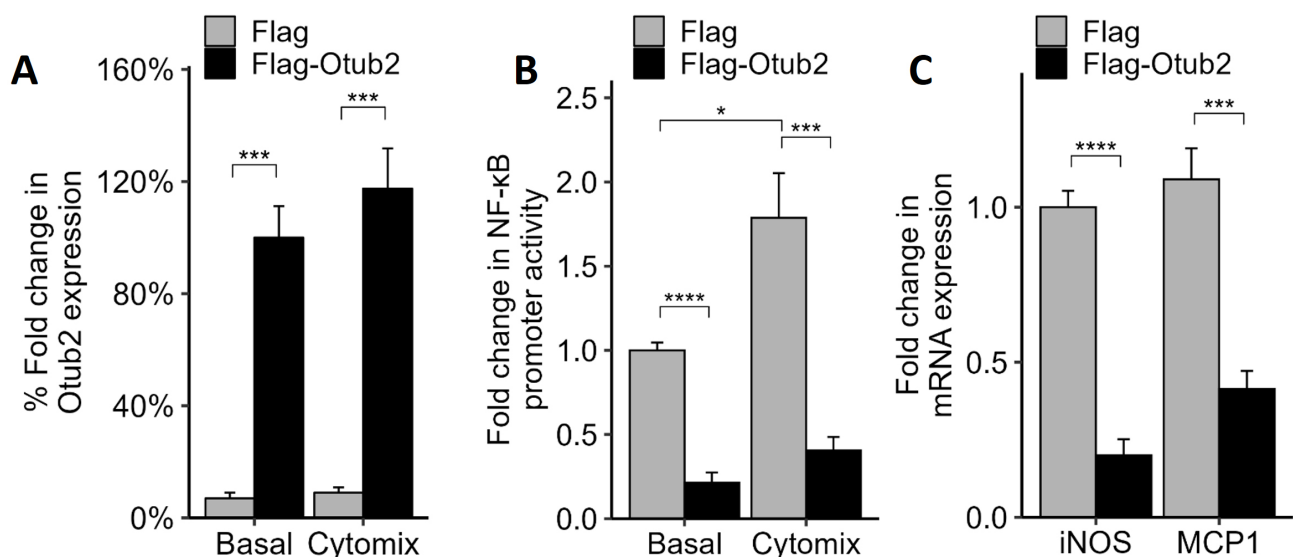 A
Flag
Flag-Otub2
% Fold change in
Otub2 expression
160%
120%
80%
40%
0%
***
***
Basal Cytomix
B
Flag
Flag-Otub2
Fold change in NF-κB
promoter activity
2.5
2.0
1.5
1.0
0.5
0.0
*
***
****
Basal Cytomix
C
Flag
Flag-Otub2
Fold change in
mRNA expression
1.0
0.5
0.0
****
***
iNOS MCP1